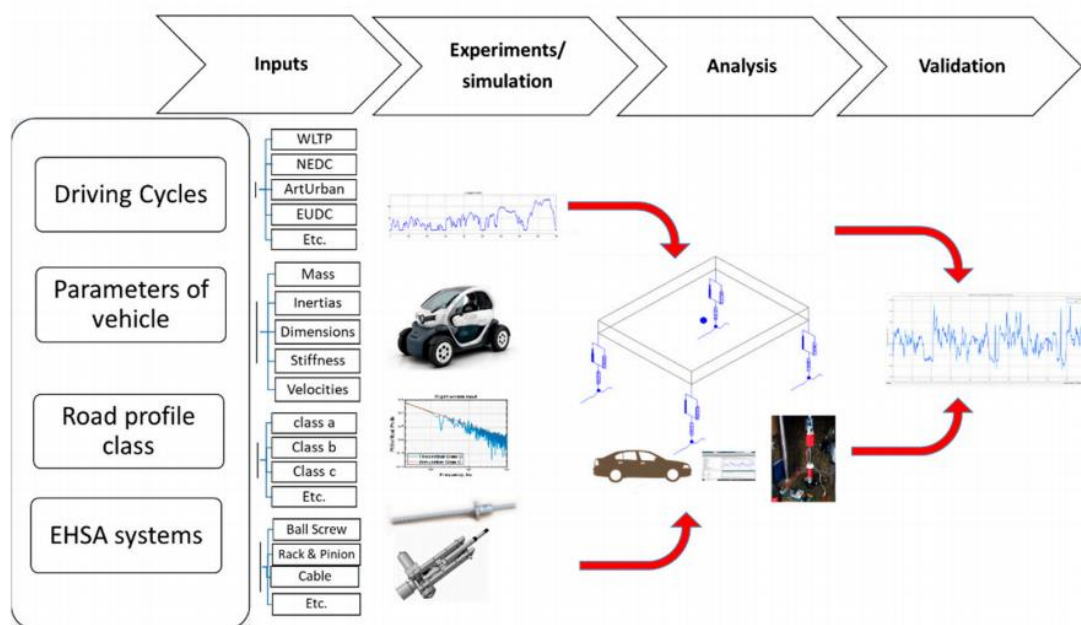 Inputs
Experiments/
simulation
Analysis
Validation
Driving Cycles
WLTP
NEDC
ArtUrban
EUDC
Etc.
Parameters of
vehicle
Mass
Inertias
Dimensions
Stiffness
Velocities
Road profile
class
class a
Class b
Class c
Etc.
EHSA systems
Ball Screw
Rack & Pinion
Cable
Etc.